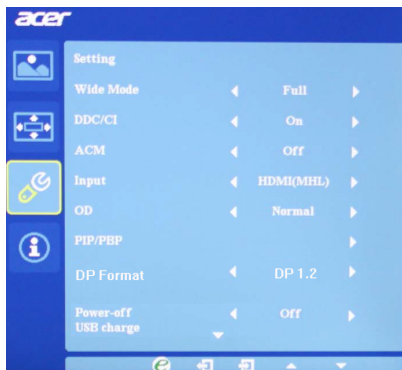 acer
Setting
Wide Mode Full
DDC/CI On
ACM Off
Input HDMI(MHL)
OD Normal
PIP/PBP
DP Format DP 1.2
Power-off Off
USB charge